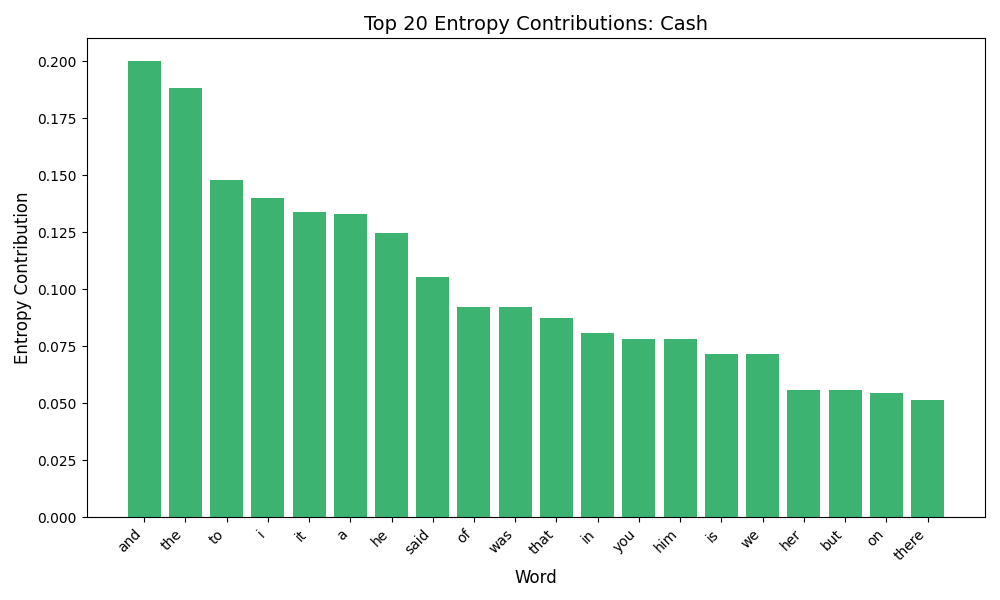 Top 20 Entropy Contributions: Cash
Entropy Contribution
0.200
0.175
0.150
0.125
0.100
0.075
0.050
0.025
0.000
and the to i it a he said of was that in you him is we her but on there
Word